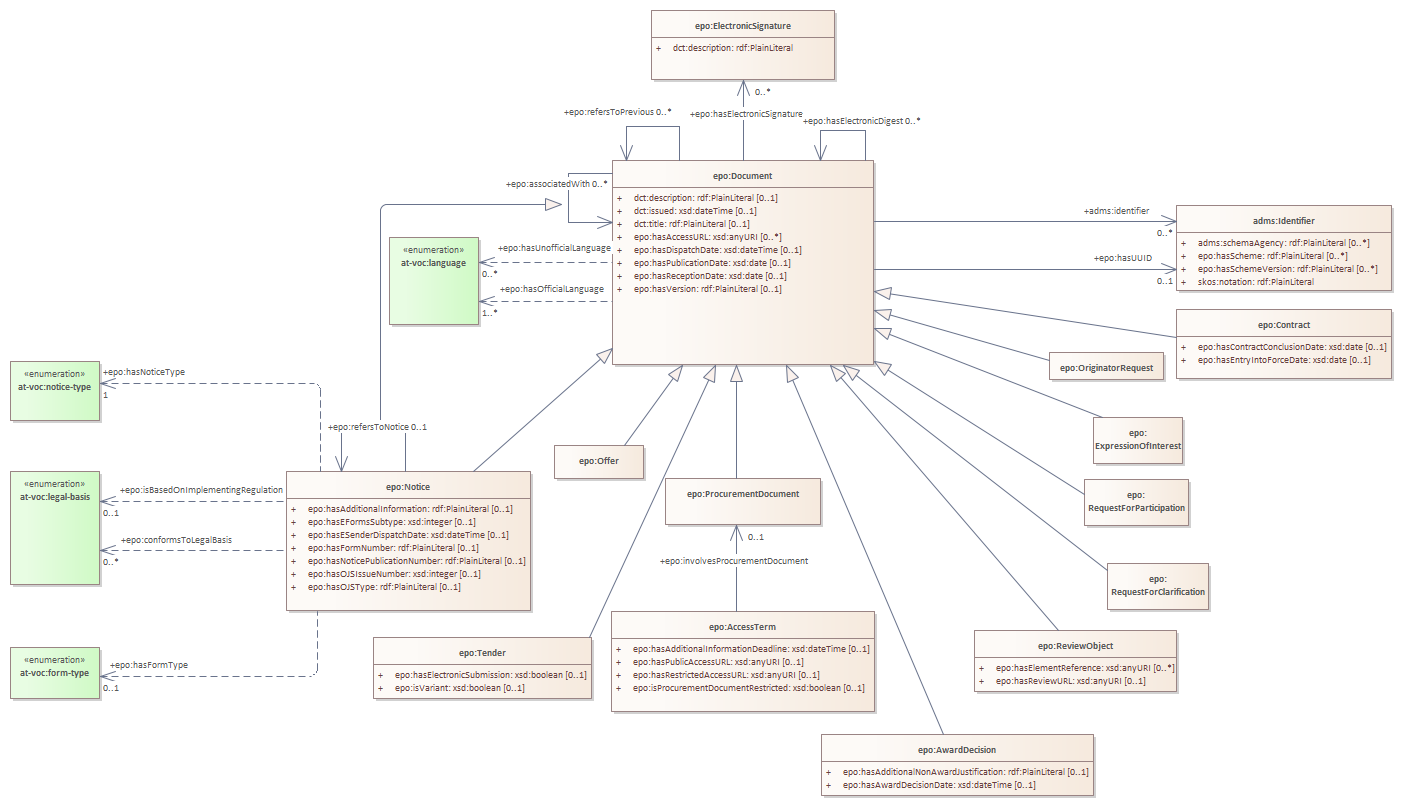 epo:ElectronicSignature
+ dct:description: rdf:PlainLiteral
0..*
+epo:refersToPrevious 0..*
+epo:hasElectronicSignature
+epo:hasElectronicDigest 0..*
epo:Document
+ dct:description: rdf:PlainLiteral [0..1]
+ dct:issued: xsd:dateTime [0..1]
+ dct:title: rdf:PlainLiteral [0..1]
+ epo:hasAccessURL: xsd:anyURI [0..*]
+ epo:hasDispatchDate: xsd:dateTime [0..1]
+ epo:hasPublicationDate: xsd:date [0..1]
+ epo:hasReceptionDate: xsd:date [0..1]
+ epo:hasVersion: rdf:PlainLiteral [0..1]
+epo:associatedWith 0..*
«enumeration»
at-voc:language
+epo:hasUnofficialLanguage
0..*
+epo:hasOfficialLanguage
1..*
+adms:identifier
0..*
+epo:hasUUID
0..1
adms:Identifier
+ adms:schemaAgency: rdf:PlainLiteral [0..*]
+ epo:hasScheme: rdf:PlainLiteral [0..*]
+ epo:hasSchemeVersion: rdf:PlainLiteral [0..*]
+ skos:notation: rdf:PlainLiteral
epo:Contract
+ epo:hasContractConclusionDate: xsd:date [0..1]
+ epo:hasEntryIntoForceDate: xsd:date [0..1]
epo:OriginatorRequest
epo:
ExpressionOfInterest
epo:
RequestForParticipation
epo:
RequestForClarification
«enumeration»
at-voc:notice-type
+epo:hasNoticeType
1
+epo:refersToNotice 0..1
«enumeration»
at-voc:legal-basis
+epo:isBasedOnImplementingRegulation
0..1
+epo:conformsToLegalBasis
0..*
epo:Notice
+ epo:hasAdditionalInformation: rdf:PlainLiteral [0..1]
+ epo:hasEFormsSubtype: xsd:integer [0..1]
+ epo:hasESenderDispatchDate: xsd:dateTime [0..1]
+ epo:hasFormNumber: rdf:PlainLiteral [0..1]
+ epo:hasNoticePublicationNumber: rdf:PlainLiteral [0..1]
+ epo:hasOJSIssueNumber: xsd:integer [0..1]
+ epo:hasOJSType: rdf:PlainLiteral [0..1]
«enumeration»
at-voc:form-type
+epo:hasFormType
0..1
epo:Offer
epo:ProcurementDocument
0..1
+epo:involvesProcurementDocument
epo:Tender
+ epo:hasElectronicSubmission: xsd:boolean [0..1]
+ epo:isVariant: xsd:boolean [0..1]
epo:AccessTerm
+ epo:hasAdditionalInformationDeadline: xsd:dateTime [0..1]
+ epo:hasPublicAccessURL: xsd:anyURI [0..1]
+ epo:hasRestrictedAccessURL: xsd:anyURI [0..1]
+ epo:isProcurementDocumentRestricted: xsd:boolean [0..1]
epo:ReviewObject
+ epo:hasElementReference: xsd:anyURI [0..*]
+ epo:hasReviewURL: xsd:anyURI [0..1]
epo:AwardDecision
+ epo:hasAdditionalNonAwardJustification: rdf:PlainLiteral [0..1]
+ epo:hasAwardDecisionDate: xsd:dateTime [0..1]